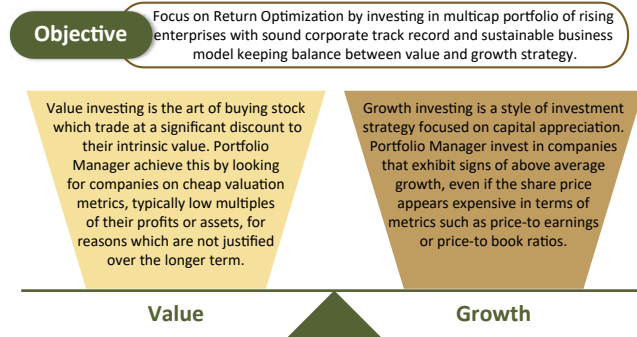 Objective
Focus on Return Optimization by investing in multicap portfolio of rising
enterprises with sound corporate track record and sustainable business
model keeping balance between value and growth strategy.
Value investing is the art of buying stock
which trade at a significant discount to
their intrinsic value. Portfolio
Manager achieve this by looking
for companies on cheap valuation
metrics, typically low multiples
of their profits or assets, for
reasons which are not justified
over the longer term.
Growth investing is a style of investment
strategy focused on capital appreciation.
Portfolio Manager invest in companies
that exhibit signs of above average
growth, even if the share price
appears expensive in terms of
metrics such as price-to earnings
or price-to book ratios.
Value
Growth